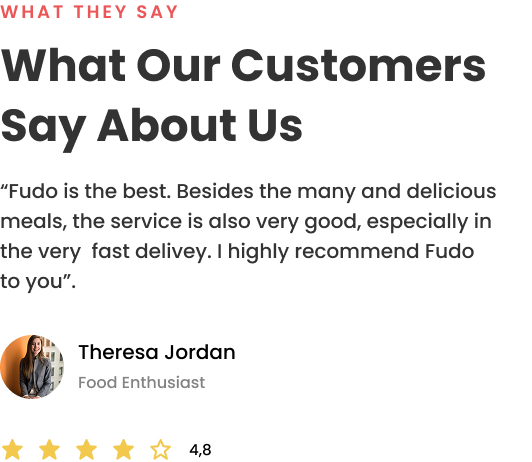 WHAT THEY SAY
What Our Customers
Say About Us
“Fudo is the best. Besides the many and delicious
meals, the service is also very good, especially in
the very  fast delivey. I highly recommend Fudo
to you”.
Theresa Jordan
Food Enthusiast
4,8